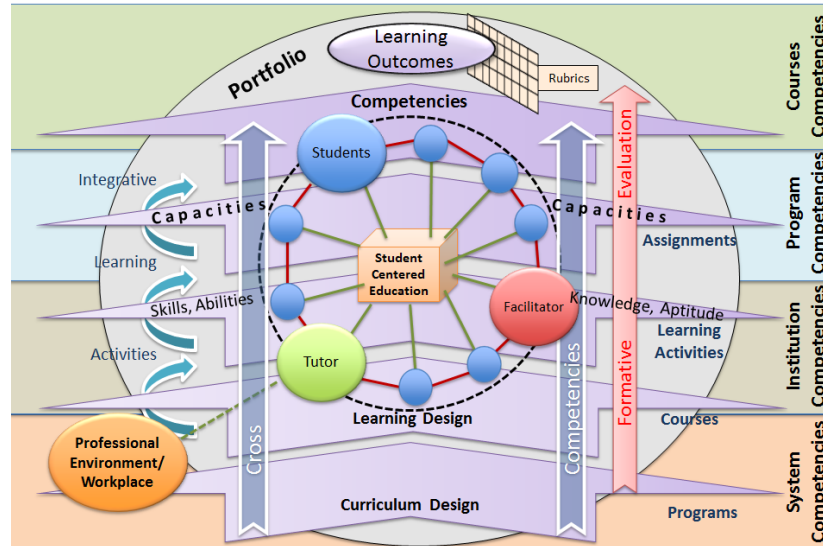 Learning
Outcomes
Rubrics
Portfolio
Courses
Competencies
Competencies
Students
Evaluation
Integrative
Capacities
Capacities
Program
Competencies
Assignments
Learning
Student
Centered
Education
Skills, Abilities
Facilitator
Knowledge, Aptitude
Learning
Activities
Institution
Competencies
Activities
Tutor
Formative
Learning Design
Courses
Cross
Competencies
Professional
Environment/
Workplace
Curriculum Design
Programs
System
Competencies